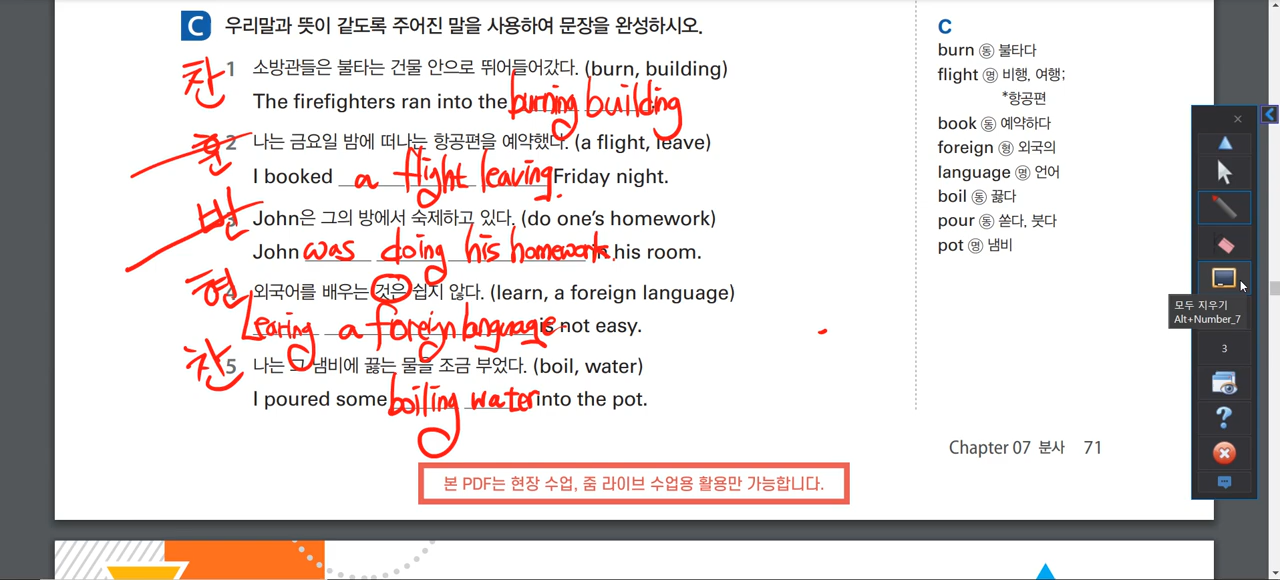 C 우리말과 뜻이 같도록 주어진 말을 사용하여 문장을 완성하시오.
찬 1 소방관들은 불타는 건물 안으로 뛰어들어갔다. (burn, building)
The firefighters ran into the burning building.
2 나는 금요일 밤에 떠나는 항공편을 예약했다. (a flight, leave)
I booked a flight leaving Friday night.
3 John은 그의 방에서 숙제하고 있다. (do one's homework)
John was doing his homework in his room.
현 4 외국어를 배우는 것은 쉽지 않다. (learn, a foreign language)
Learing a foreign language is not easy.
찬 5 나는 그 냄비에 끓는 물을 조금 부었다. (boil, water)
I poured some boiling water into the pot.
C
burn 동 불타다
flight 명 비행, 여행;
*항공편
book 동 예약하다
foreign 형 외국의
language 명 언어
boil 동 끓다
pour 동 쏟다, 붓다
pot 명 냄비
모두 지우기
Alt+Number_7
3
Chapter 07 분사 71
본 PDF는 현장 수업, 줌 라이브 수업용 활용만 가능합니다.